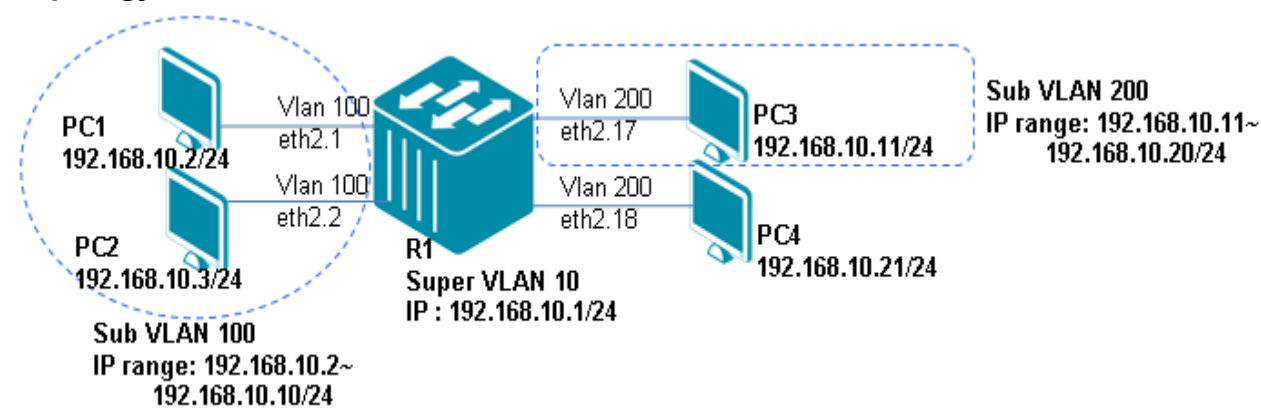 Vlan 100
eth2.1
PC1
192.168.10.2/24
Vlan 100
eth2.2
PC2
192.168.10.3/24
Sub VLAN 100
IP range: 192.168.10.2~
192.168.10.10/24
R1
Super VLAN 10
IP : 192.168.10.1/24
Vlan 200
eth2.17
PC3
192.168.10.11/24
Vlan 200
eth2.18
PC4
192.168.10.21/24
Sub VLAN 200
IP range: 192.168.10.11~
192.168.10.20/24